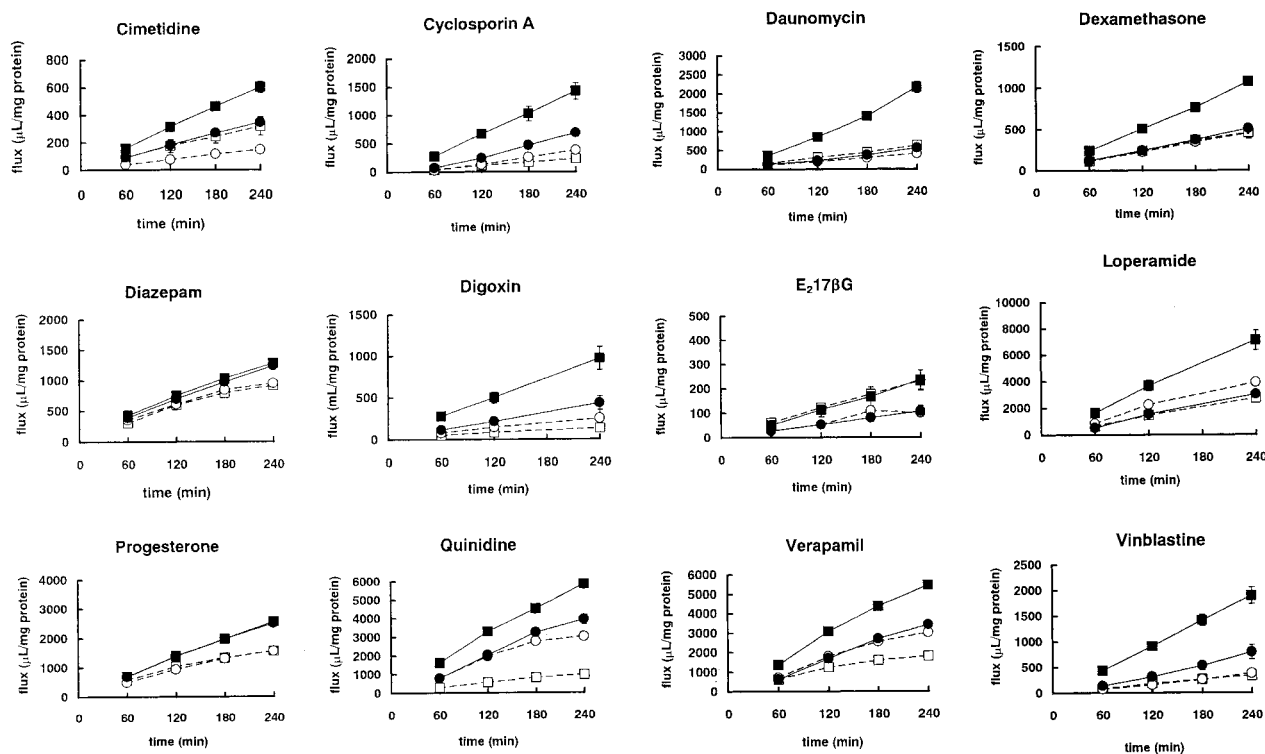 Cimetidine
flux (μL/mg protein)
800
600
400
200
0
0 60 120 180 240
time (min)
Cyclosporin A
flux (μL/mg protein)
2000
1500
1000
500
0
0 60 120 180 240
time (min)
Daunomycin
flux (μL/mg protein)
3000
2500
2000
1500
1000
500
0
0 60 120 180 240
time (min)
Dexamethasone
flux (μL/mg protein)
1500
1000
500
0
0 60 120 180 240
time (min)
Diazepam
flux (μL/mg protein)
2000
1500
1000
500
0
0 60 120 180 240
time (min)
Digoxin
flux (mL/mg protein)
1500
1000
500
0
0 60 120 180 240
time (min)
E₂17βG
flux (μL/mg protein)
500
400
300
200
100
0
0 60 120 180 240
time (min)
Loperamide
flux (μL/mg protein)
10000
8000
6000
4000
2000
0
0 60 120 180 240
time (min)
Progesterone
flux (μL/mg protein)
4000
3000
2000
1000
0
0 60 120 180 240
time (min)
Quinidine
flux (μL/mg protein)
6000
5000
4000
3000
2000
1000
0
0 60 120 180 240
time (min)
Verapamil
flux (μL/mg protein)
6000
5000
4000
3000
2000
1000
0
0 60 120 180 240
time (min)
Vinblastine
flux (μL/mg protein)
2500
2000
1500
1000
500
0
0 60 120 180 240
time (min)